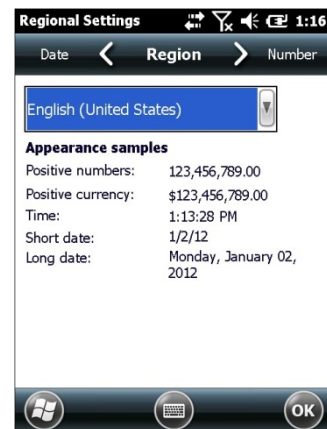 Regional Settings 1:16
Date Region Number
English (United States)
Appearance samples
Positive numbers: 123,456,789.00
Positive currency: $123,456,789.00
Time: 1:13:28 PM
Short date: 1/2/12
Long date: Monday, January 02,
2012
OK